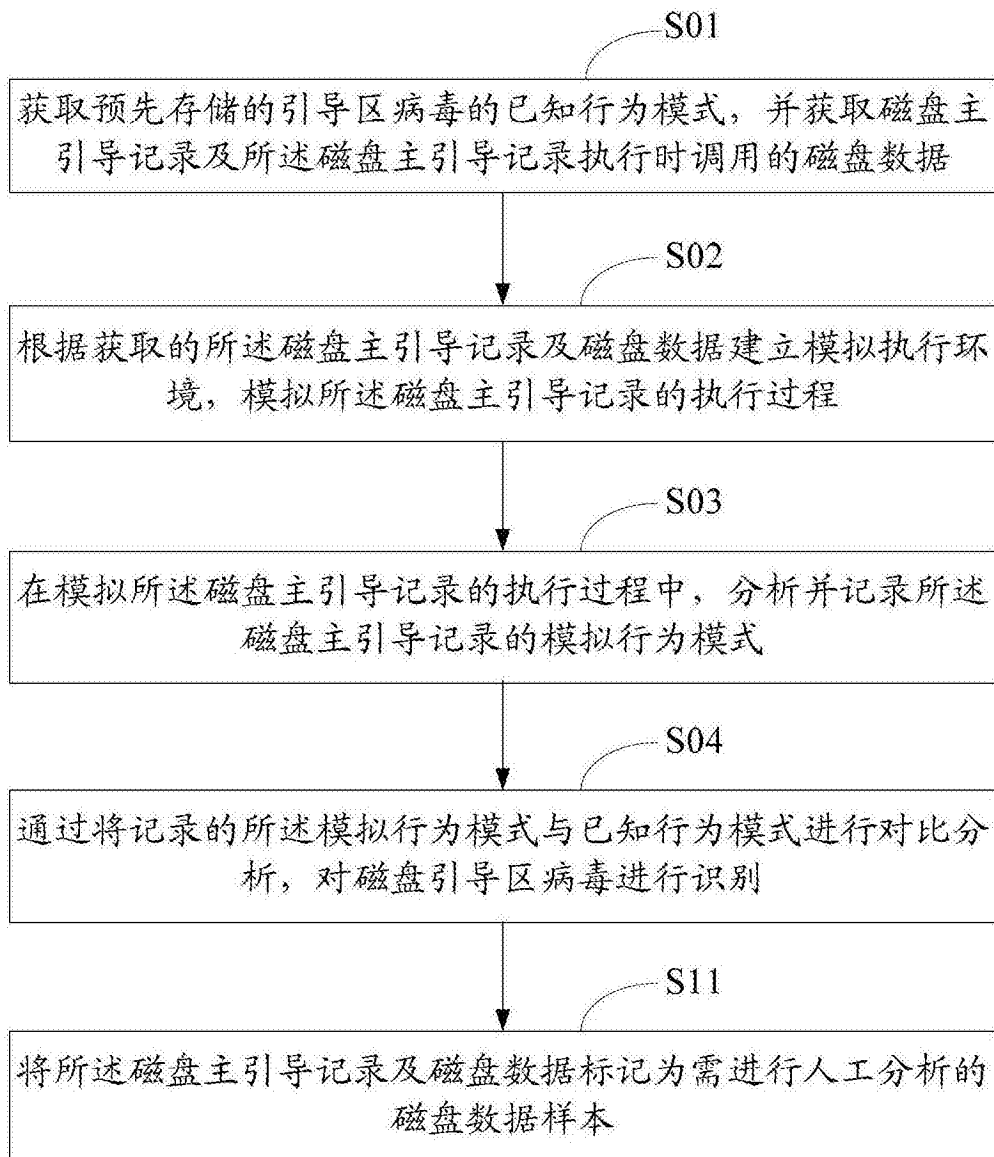 S01
获取预先存储的引导区病毒的已知行为模式，并获取磁盘主
引导记录及所述磁盘主引导记录执行时调用的磁盘数据
S02
根据获取的所述磁盘主引导记录及磁盘数据建立模拟执行环
境，模拟所述磁盘主引导记录的执行过程
S03
在模拟所述磁盘主引导记录的执行过程中，分析并记录所述
磁盘主引导记录的模拟行为模式
S04
通过将记录的所述模拟行为模式与已知行为模式进行对比分
析，对磁盘引导区病毒进行识别
S11
将所述磁盘主引导记录及磁盘数据标记为需进行人工分析的
磁盘数据样本